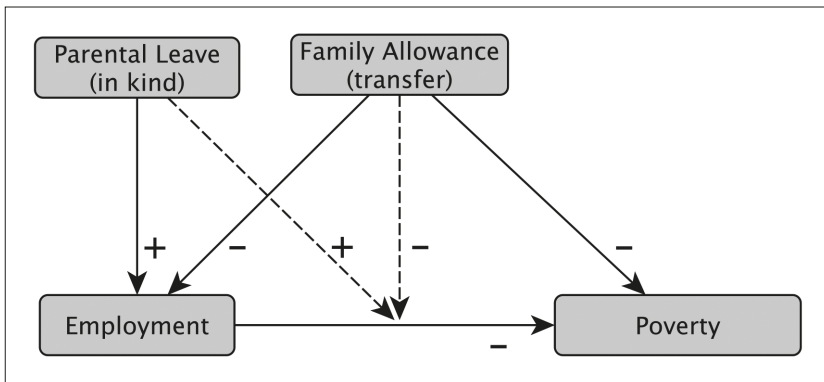 Parental Leave
(in kind)
Family Allowance
(transfer)
+
–
+
–
–
Employment
–
Poverty